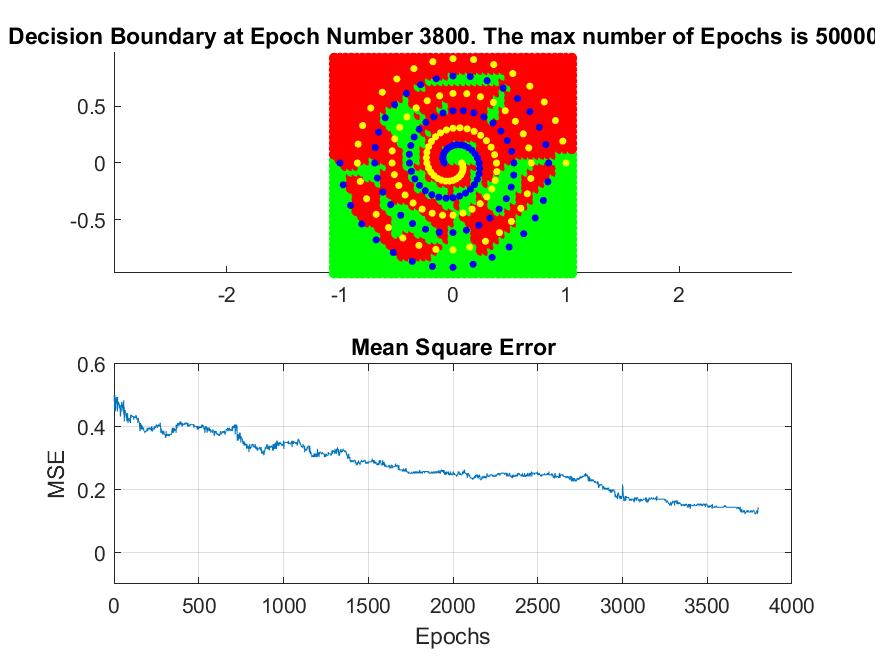 Decision Boundary at Epoch Number 3800. The max number of Epochs is 50000
0.5
0
-0.5
-2 -1 0 1 2
Mean Square Error
0.6
0.4
0.2
0
MSE
0 500 1000 1500 2000 2500 3000 3500 4000
Epochs